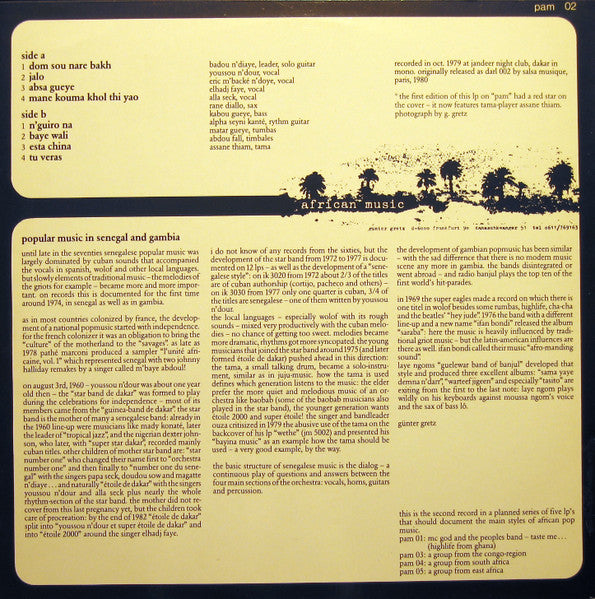 pam 02
side a
1 dom sou nare bakh
2 jalo
3 absa gueye
4 mane kouma khol thi yao
side b
1 n'guiro na
2 baye wali
3 esta china
4 tu veras
badou n'diaye, leader, solo guitar
youssou n'dour, vocal
eric m'backé n'doye, vocal
elhadj faye, vocal
alla seck, vocal
rane diallo, sax
kabou gueye, bass
alpha seyni kanté, rythm guitar
matar gueye, tumbas
abdou fall, timbales
assane thiam, tama
recorded in oct. 1979 at jandeer night club, dakar in
mono. originally released as darl 002 by salsa musique,
paris, 1980
* the first edition of this lp on "pam" had a red star on
the cover – it now features tama-player assane thiam.
photograph by g. gretz
african music
günter gretz d-6000 frankfurt 90 tel 0611/769163
popular music in senegal and gambia
until late in the seventies senegalese popular music was
largely dominated by cuban sounds that accompanied
the vocals in spanish, wolof and other local languages.
but slowly elements of traditional music – the melodies of
the griots for example – became more and more impor-
tant. on records this is documented for the first time
around 1974, in senegal as well as in gambia.
as in most countries colonized by france, the develop-
ment of a national popmusic started with independence.
for the french colonizer it was an obligation to bring the
"culture" of the motherland to the "savages". as late as
1978 pathé marconi produced a sampler "l'unité afri-
caine, vol. 1" which represented senegal with two johnny
halliday remakes by a singer called m'baye abdoul!
on august 3rd, 1960 – youssou n'dour was about one year
old then – the "star band de dakar" was formed to play
during the celebrations for independence – most of its
members came from the "guinea-band de dakar". the star
band is the mother of many a senegalese band: already in
the 1960 line-up were musicians like mady konaté, later
the leader of "tropical jazz", and the nigerian dexter john-
son, who later, with "super star dakar", recorded mainly
cuban titles. other children of mother star band are: "star
number one" who changed their name first to "orchestra
number one" and then finally to "number one du sene-
gal" with the singers papa seck, doudou sow and magatte
n'diaye... and naturally "étoile de dakar" with the singers
youssou n'dour and alla seck plus nearly the whole
rhythm-section of the star band. the mother did not re-
cover from this last pregnancy yet, but the children took
care of procreation: by the end of 1982 "étoile de dakar"
split into "youssou n'dour et super étoile de dakar" and
into "étoile 2000" around the singer elhadj faye.
i do not know of any records from the sixties, but the
development of the star band from 1972 to 1977 is docu-
mented on 12 lps – as well as the development of a "sene-
galese style": on ik 3020 from 1972 about 2/3 of the titles
are of cuban authorship (cortijo, pacheco and others) –
on ik 3030 from 1977 only one quarter is cuban, 3/4 of
the titles are senegalese – one of them written by youssou
n'dour.
the local languages – especially wolof with its rough
sounds – mixed very productively with the cuban melo-
dies – no chance of getting too sweet. melodies became
more dramatic, rhythms got more syncopated. the young
musicians that joined the star band around 1975 (and later
formed étoile de dakar) pushed ahead in this direction:
the tama, a small talking drum, became a solo-instru-
ment, similar as in juju-music. how the tama is used
defines which generation listens to the music: the elder
prefer the more quiet and melodious music of an or-
chestra like baobab (some of the baobab musicians also
played in the star band), the younger generation wants
étoile 2000 and super étoile! the singer and bandleader
ouza critisized in 1979 the abusive use of the tama on the
backcover of his lp "wethe" (jm 5002) and presented his
"bayina music" as an example how the tama should be
used – a very good example, by the way.
the basic structure of senegalese music is the dialog – a
continuous play of questions and answers between the
four main sections of the orchestra: vocals, horns, guitars
and percussion.
the development of gambian popmusic has been similar
– with the sad difference that there is no modern music
scene any more in gambia. the bands disintegrated or
went abroad – and radio banjul plays the top ten of the
first world's hit-parades.
in 1969 the super eagles made a record on which there is
one titel in wolof besides some rumbas, highlife, cha-cha
and the beatles' "hey jude". 1976 the band with a different
line-up and a new name "ifan bondi" released the album
"saraba": here the music is heavily influenced by tradi-
tional griot music – but the latin-american influences are
there as well. ifan bondi called their music "afro-manding
sound".
laye ngoms "guelewar band of banjul" developed that
style and produced three excellent albums: "sama yaye
demna n'darr", "warteef jigeen" and especially "tasito" are
exiting from the first to the last note: laye ngom plays
wildly on his keyboards against moussa ngom's voice
and the sax of bass lô.
günter gretz
this is the second record in a planned series of five lp's
that should document the main styles of african pop
music.
pam 01: mc god and the peoples band – taste me...
(highlife from ghana)
pam 03: a group from the congo-region
pam 04: a group from south africa
pam 05: a group from east africa